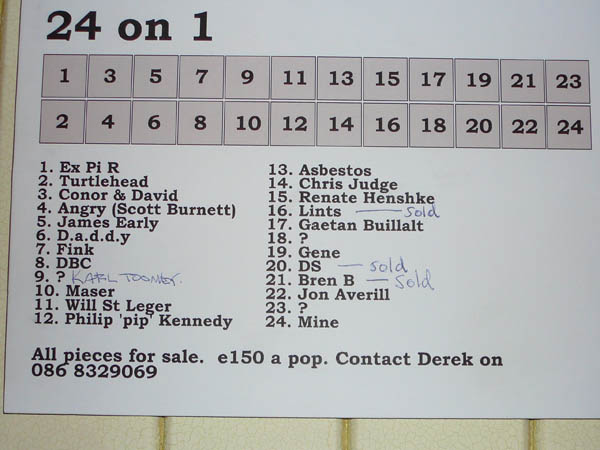 24 on 1
1 3 5 7 9 11 13 15 17 19 21 23
2 4 6 8 10 12 14 16 18 20 22 24
1. Ex Pi R
2. Turtlehead
3. Conor & David
4. Angry (Scott Burnett)
5. James Early
6. D.a.d.d.y
7. Fink
8. DBC
9. ? KARL TOOMEY.
10. Maser
11. Will St Leger
12. Philip 'pip' Kennedy
13. Asbestos
14. Chris Judge
15. Renate Henshke
16. Lints — sold
17. Gaetan Buillalt
18. ?
19. Gene
20. DS — sold
21. Bren B — sold
22. Jon Averill
23. ?
24. Mine
All pieces for sale. e150 a pop. Contact Derek on
086 8329069